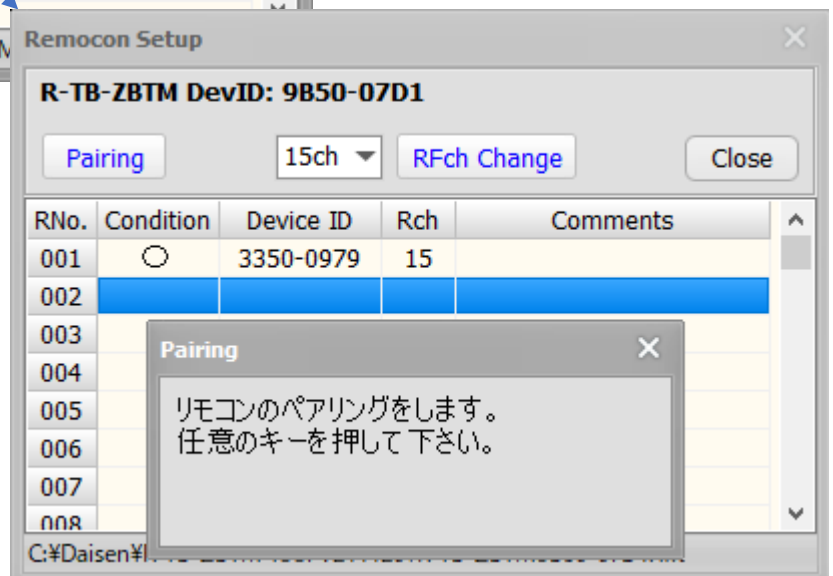 Remocon Setup
R-TB-ZBTM DevID: 9B50-07D1
Pairing 15ch RFch Change Close
RNo. Condition Device ID Rch Comments
001 ○ 3350-0979 15
002
003
004
005
006
007
008
Pairing
リモコンのペアリングをします。
任意のキーを押して下さい。
C:¥Daisen¥